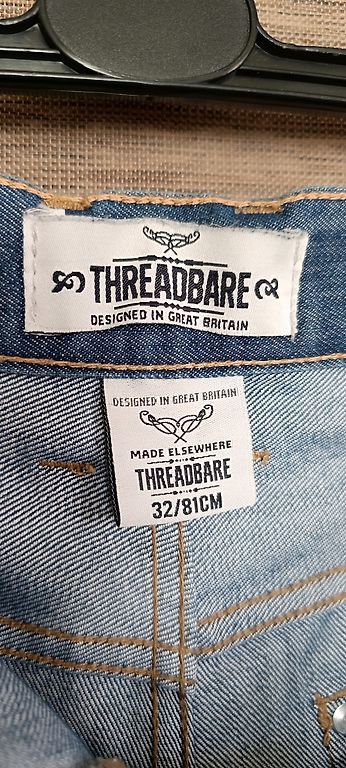 THREADBARE
DESIGNED IN GREAT BRITAIN
DESIGNED IN GREAT BRITAIN
MADE ELSEWHERE
THREADBARE
32/81CM